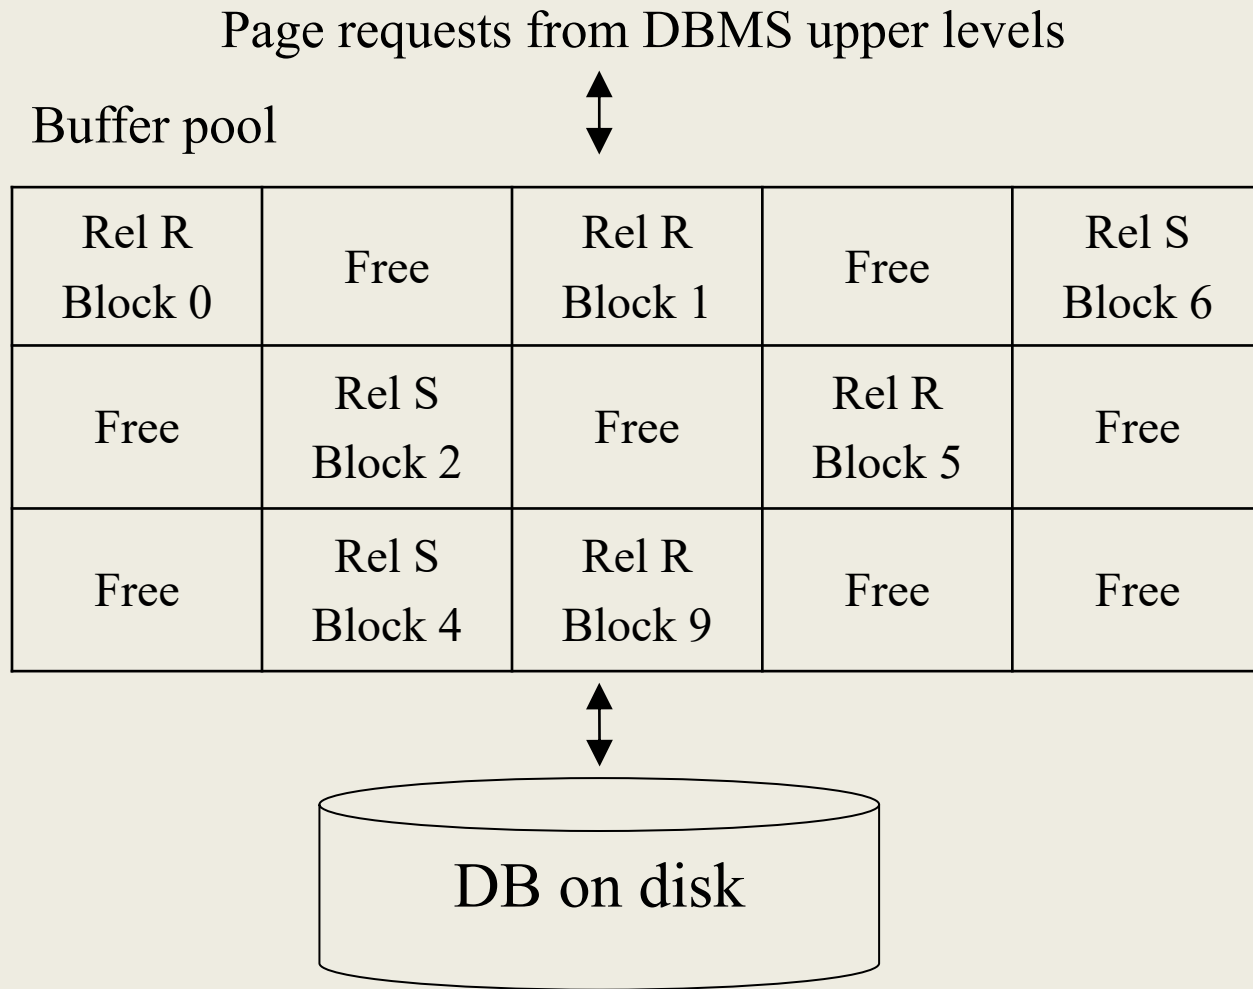 Page requests from DBMS upper levels
Buffer pool
Rel R
Block 0
Free
Rel R
Block 1
Free
Rel S
Block 6
Free
Rel S
Block 2
Free
Rel R
Block 5
Free
Free
Rel S
Block 4
Rel R
Block 9
Free
Free
DB on disk